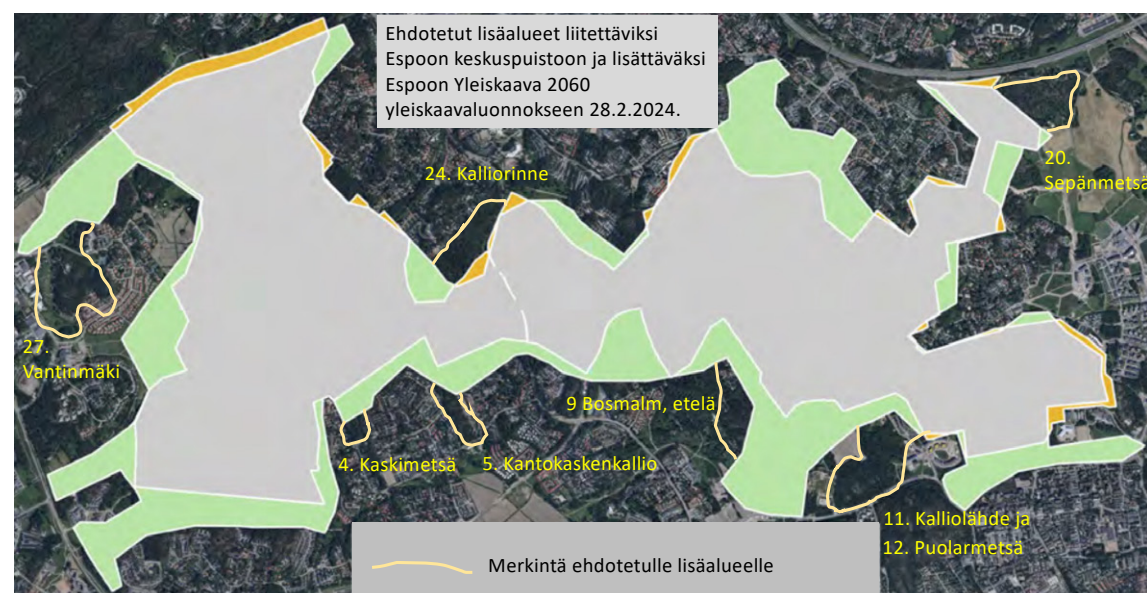 Ehdotetut lisäalueet liitettäviksi
Espoon keskuspuistoon ja lisättäväksi
Espoon Yleiskaava 2060
yleiskaavaluonnokseen 28.2.2024.
24. Kalliorinne
20.
Sepänmetsä
27.
Vantinmäki
9 Bosmalm, etelä
4. Kaskimetsä
5. Kantokaskenkallio
11. Kalliolähde ja
12. Puolarmetsä
Merkintä ehdotetulle lisäalueelle